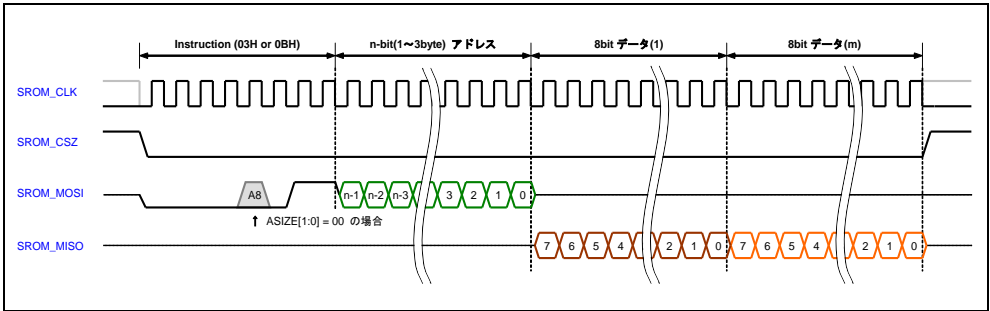 Instruction (03H or 0BH) n-bit(1～3byte) アドレス 8bit データ(1) 8bit データ(m)
SROM_CLK
SROM_CSZ
SROM_MOSI A8 n-1 n-2 n-3 3 2 1 0
↑ ASIZE[1:0] = 00 の場合
SROM_MISO 7 6 5 4 2 1 0 7 6 5 4 2 1 0